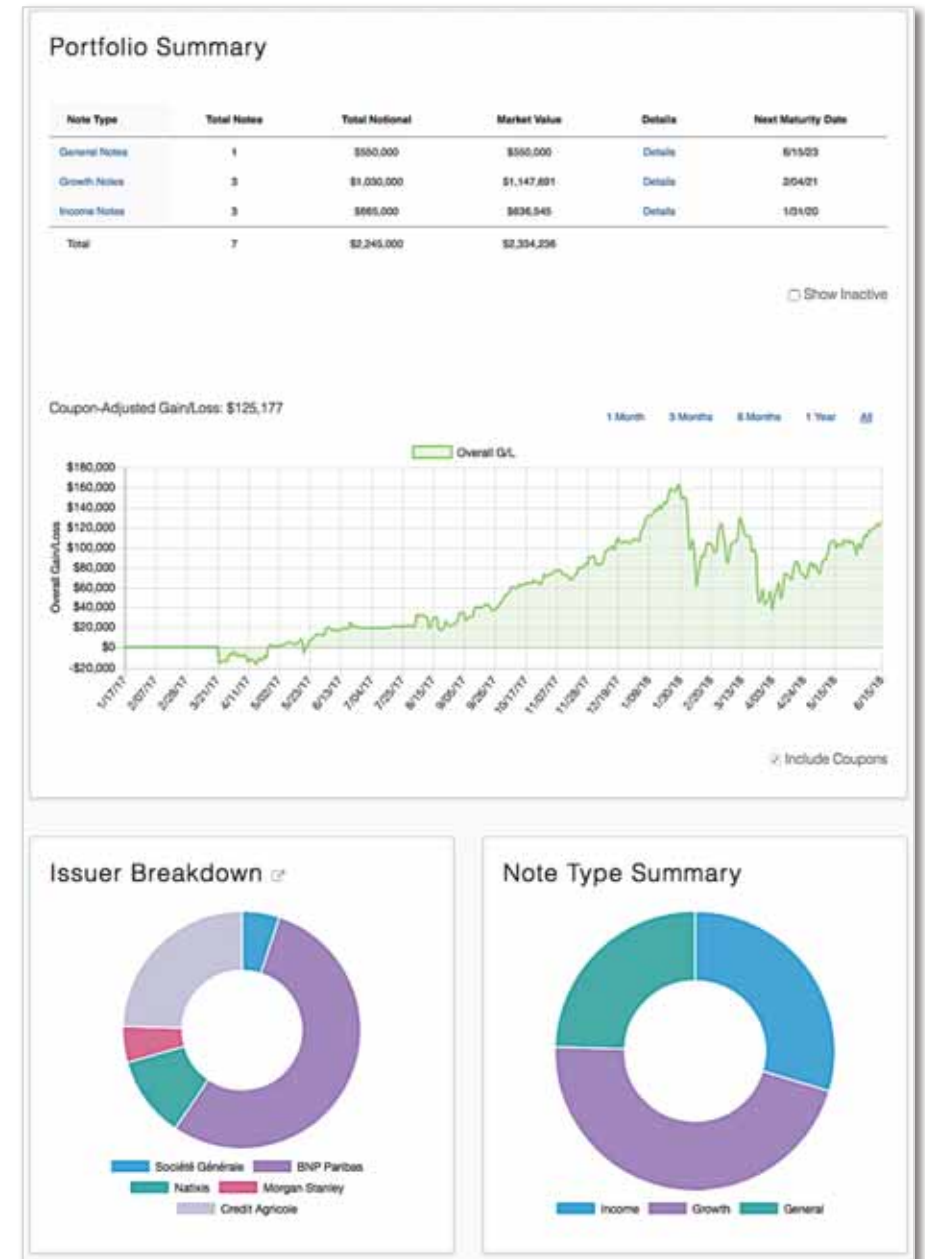 Portfolio Summary
Note Type Total Notes Total Notional Market Value Details Next Maturity Date
General Notes 1 $550,000 $550,000 Details 6/15/23
Growth Notes 3 $1,030,000 $1,147,691 Details 2/04/21
Income Notes 3 $665,000 $636,545 Details 1/31/20
Total 7 $2,245,000 $2,334,236
Show Inactive
Coupon-Adjusted Gain/Loss: $125,177
1 Month 3 Months 6 Months 1 Year All
Overall G/L
Overall Gain/Loss
$180,000
$160,000
$140,000
$120,000
$100,000
$80,000
$60,000
$40,000
$20,000
$0
-$20,000
1/17/17 2/07/17 2/28/17 3/21/17 4/11/17 5/02/17 5/23/17 6/13/17 7/04/17 7/25/17 8/15/17 9/05/17 9/26/17 10/17/17 11/07/17 11/28/17 12/19/17 1/09/18 1/30/18 2/20/18 3/13/18 4/03/18 4/24/18 5/15/18 6/15/18
Include Coupons
Issuer Breakdown
Société Générale BNP Paribas
Natixis Morgan Stanley
Credit Agricole
Note Type Summary
Income Growth General